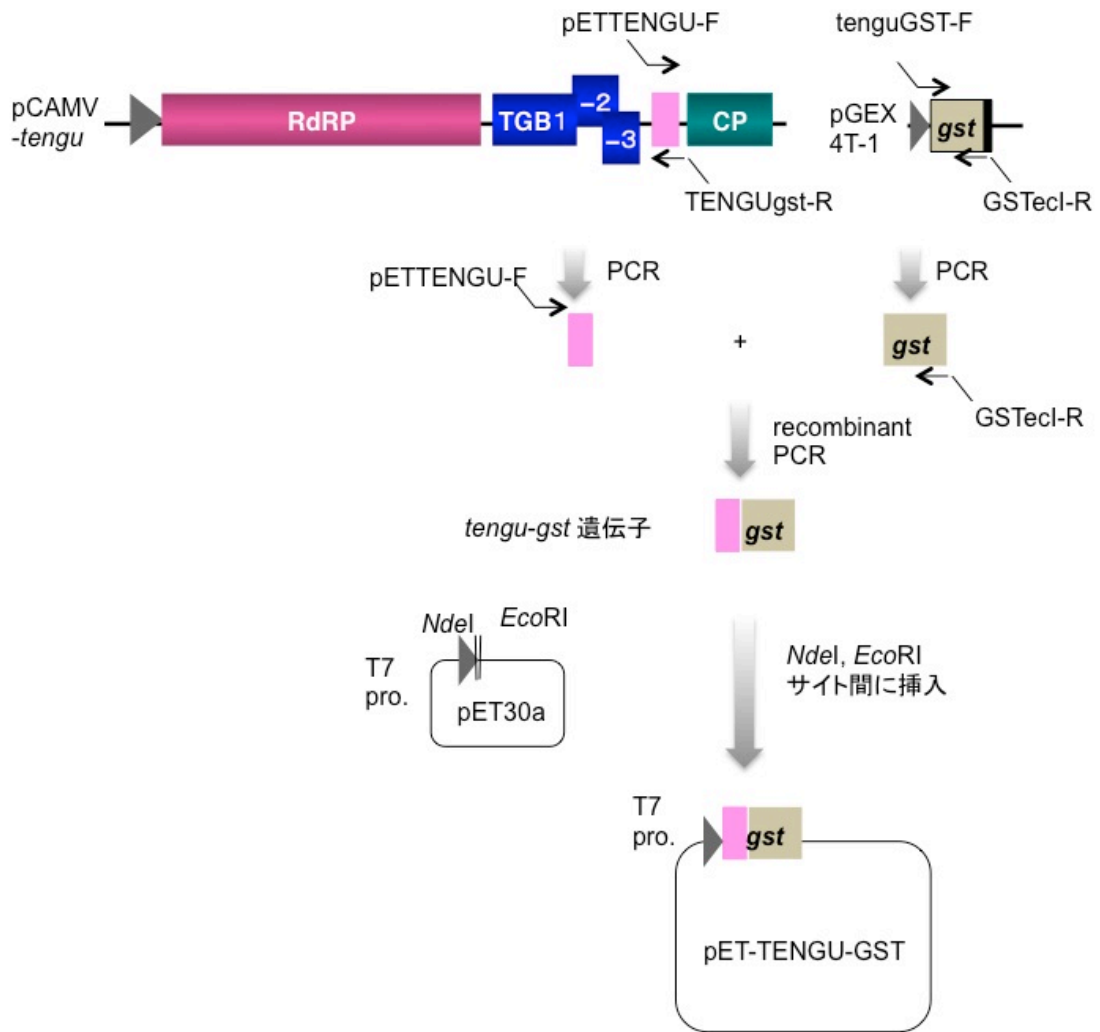 pETTENGU-F
tenguGST-F
pCAMV
-tengu
RdRP
TGB1
-2
-3
CP
pGEX
4T-1
gst
TENGUgst-R
GSTecI-R
pETTENGU-F
PCR
PCR
+
gst
GSTecI-R
recombinant
PCR
tengu-gst 遺伝子
gst
NdeI
EcoRI
T7
pro.
pET30a
NdeI, EcoRI
サイト間に挿入
T7
pro.
gst
pET-TENGU-GST